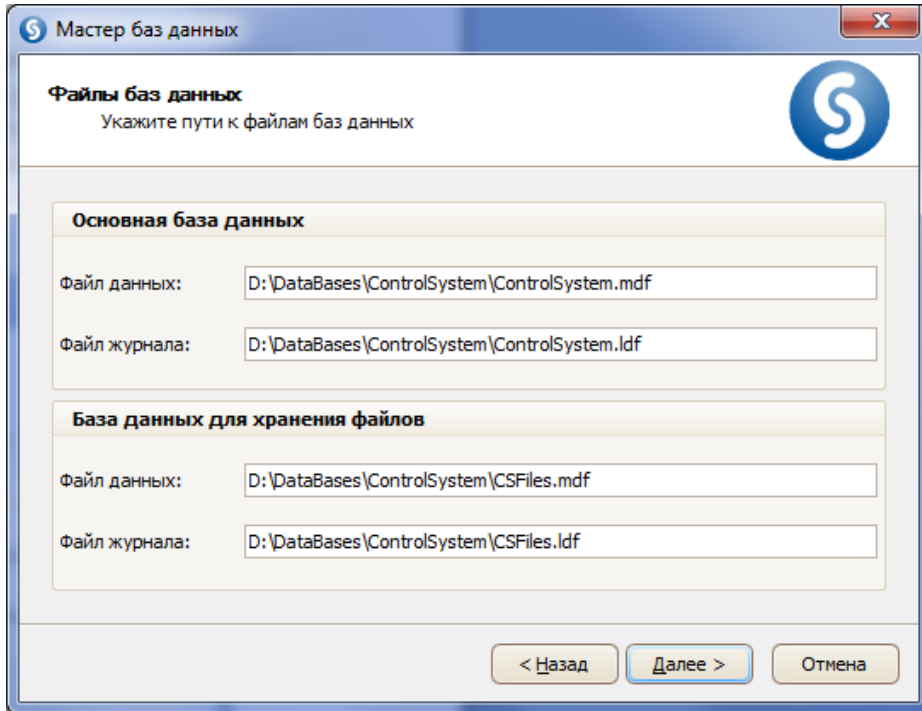 Мастер баз данных
Файлы баз данных
Укажите пути к файлам баз данных
Основная база данных
Файл данных: D:\DataBases\ControlSystem\ControlSystem.mdf
Файл журнала: D:\DataBases\ControlSystem\ControlSystem.ldf
База данных для хранения файлов
Файл данных: D:\DataBases\ControlSystem\CSFiles.mdf
Файл журнала: D:\DataBases\ControlSystem\CSFiles.ldf
< Назад Далее > Отмена